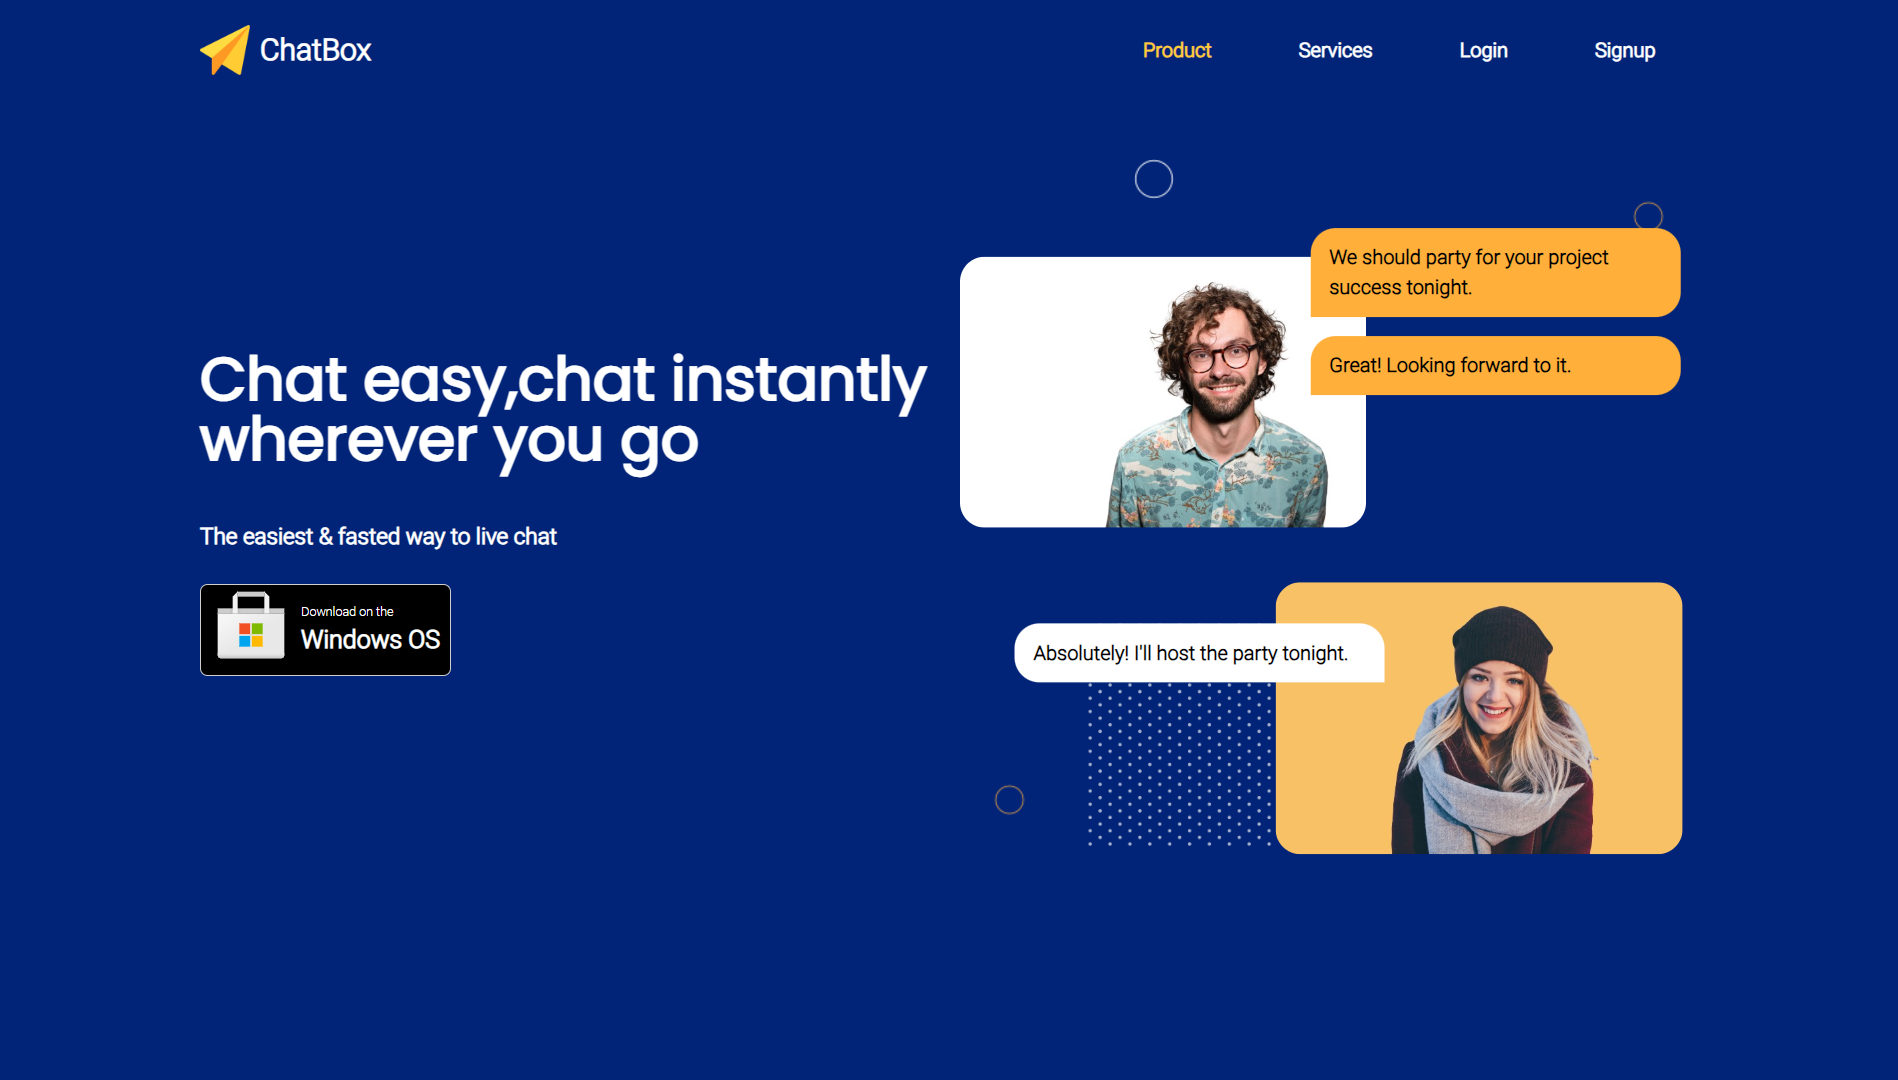 ChatBox
Product
Services
Login
Signup
Chat easy,chat instantly
wherever you go
The easiest & fasted way to live chat
Download on the
Windows OS
We should party for your project
success tonight.
Great! Looking forward to it.
Absolutely! I'll host the party tonight.